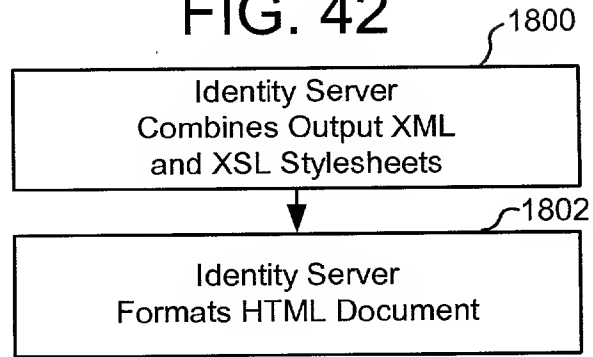 FIG. 42
1800
Identity Server
Combines Output XML
and XSL Stylesheets
1802
Identity Server
Formats HTML Document